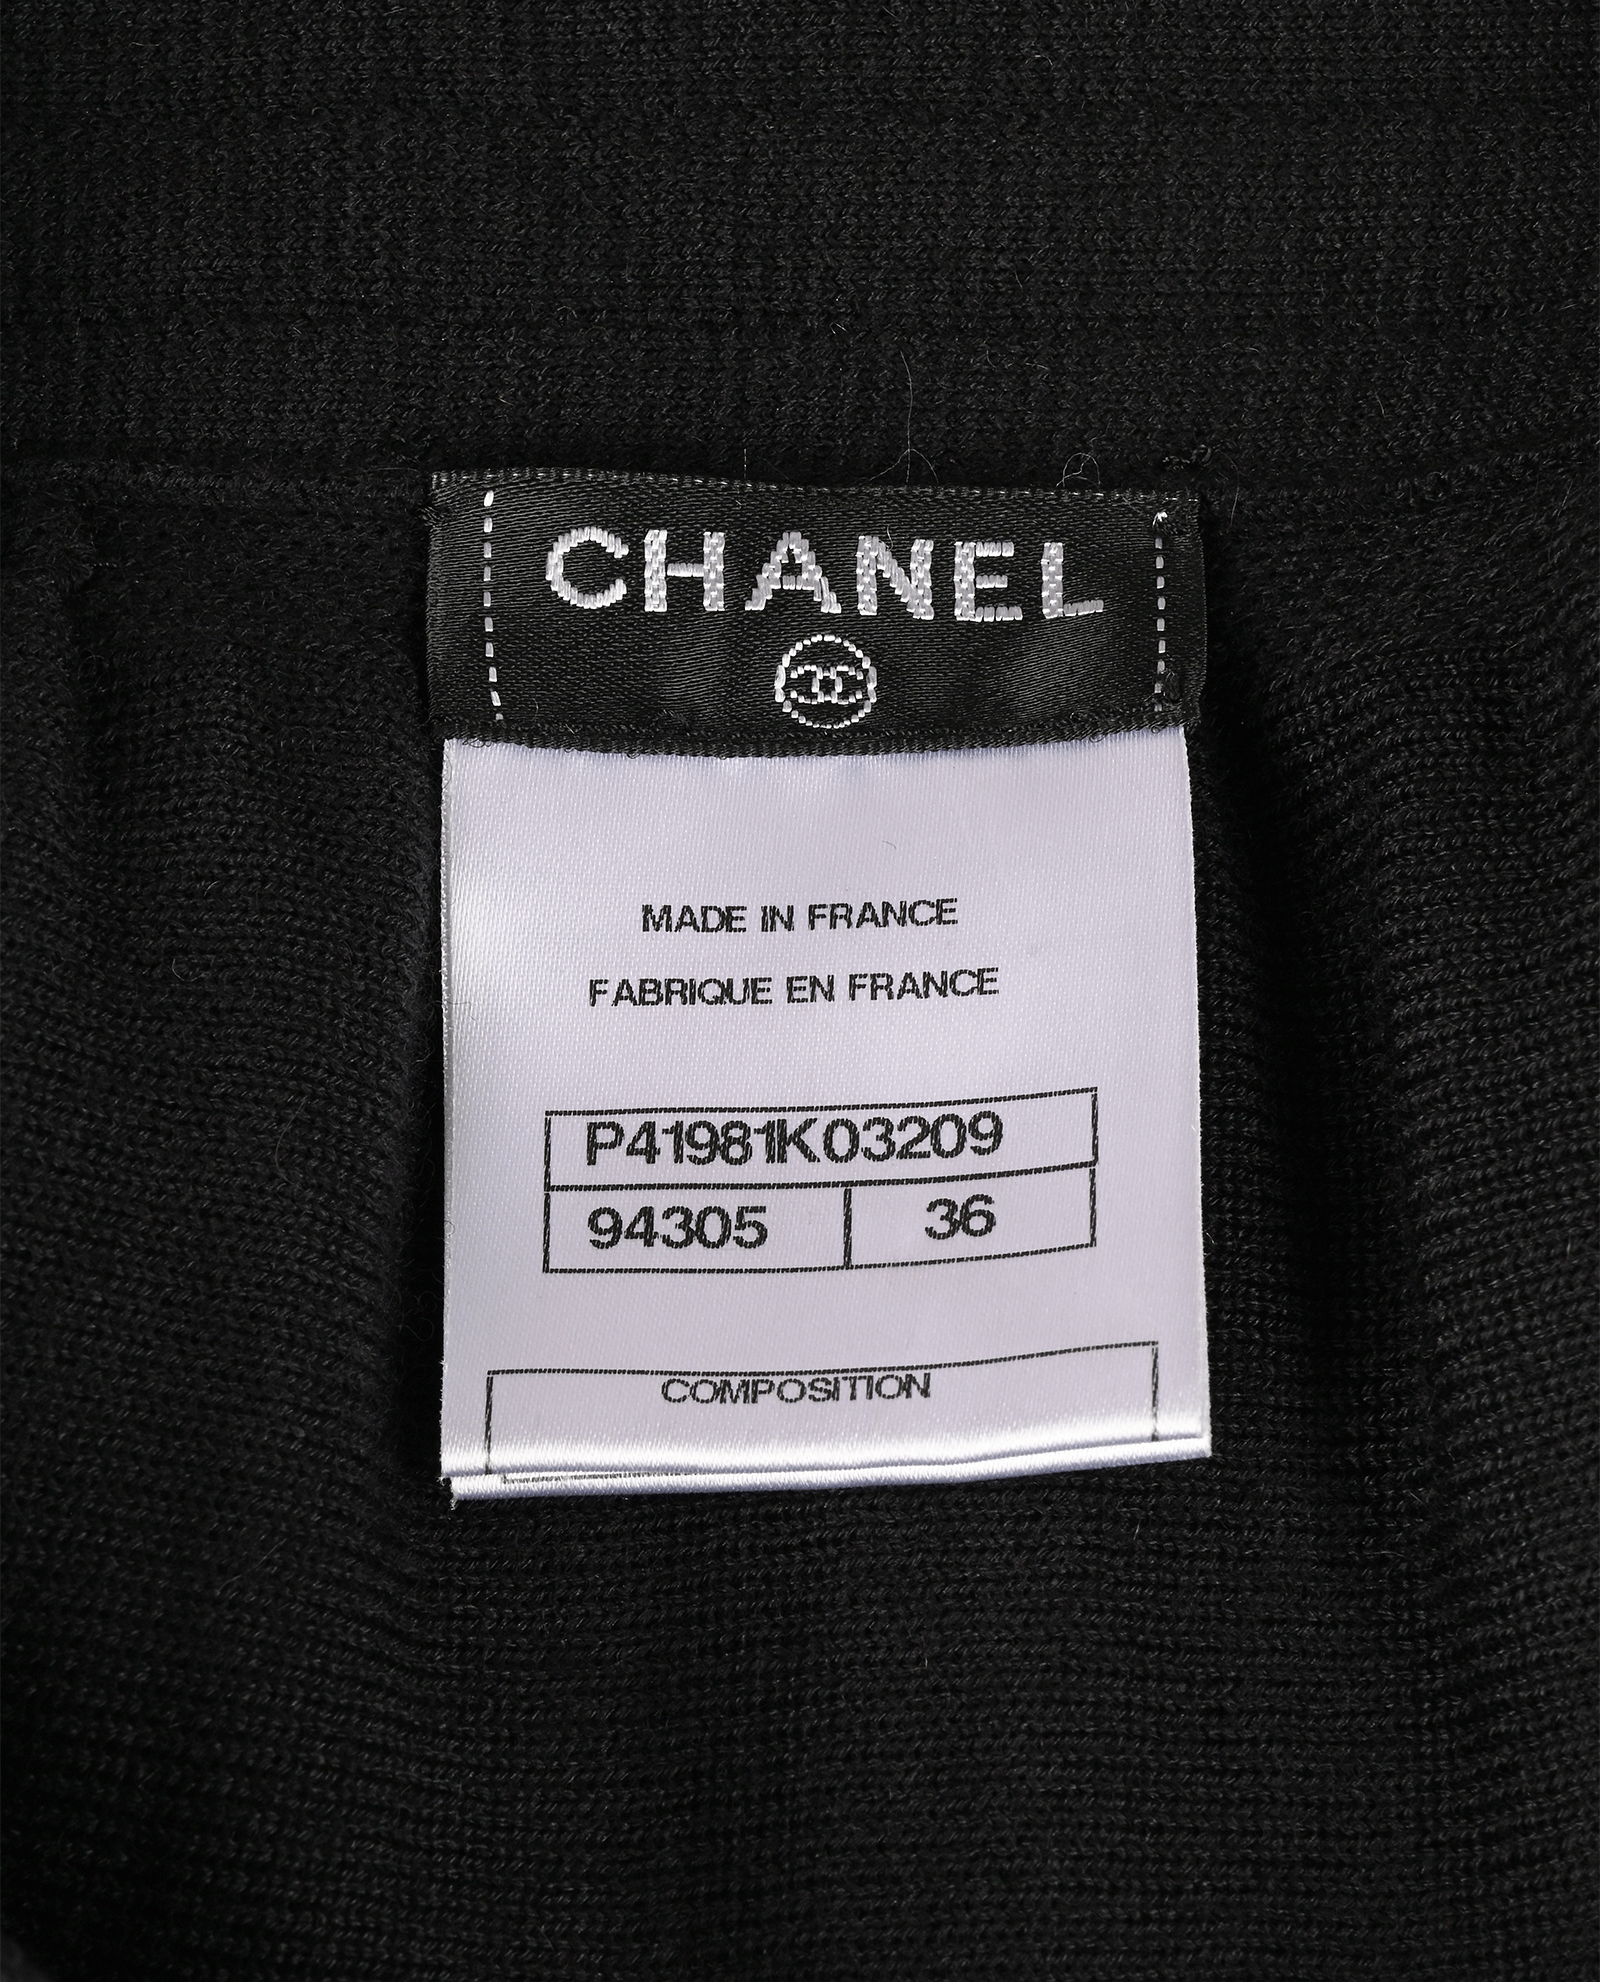 CHANEL
MADE IN FRANCE
FABRIQUE EN FRANCE
P41981K03209
94305 36
COMPOSITION